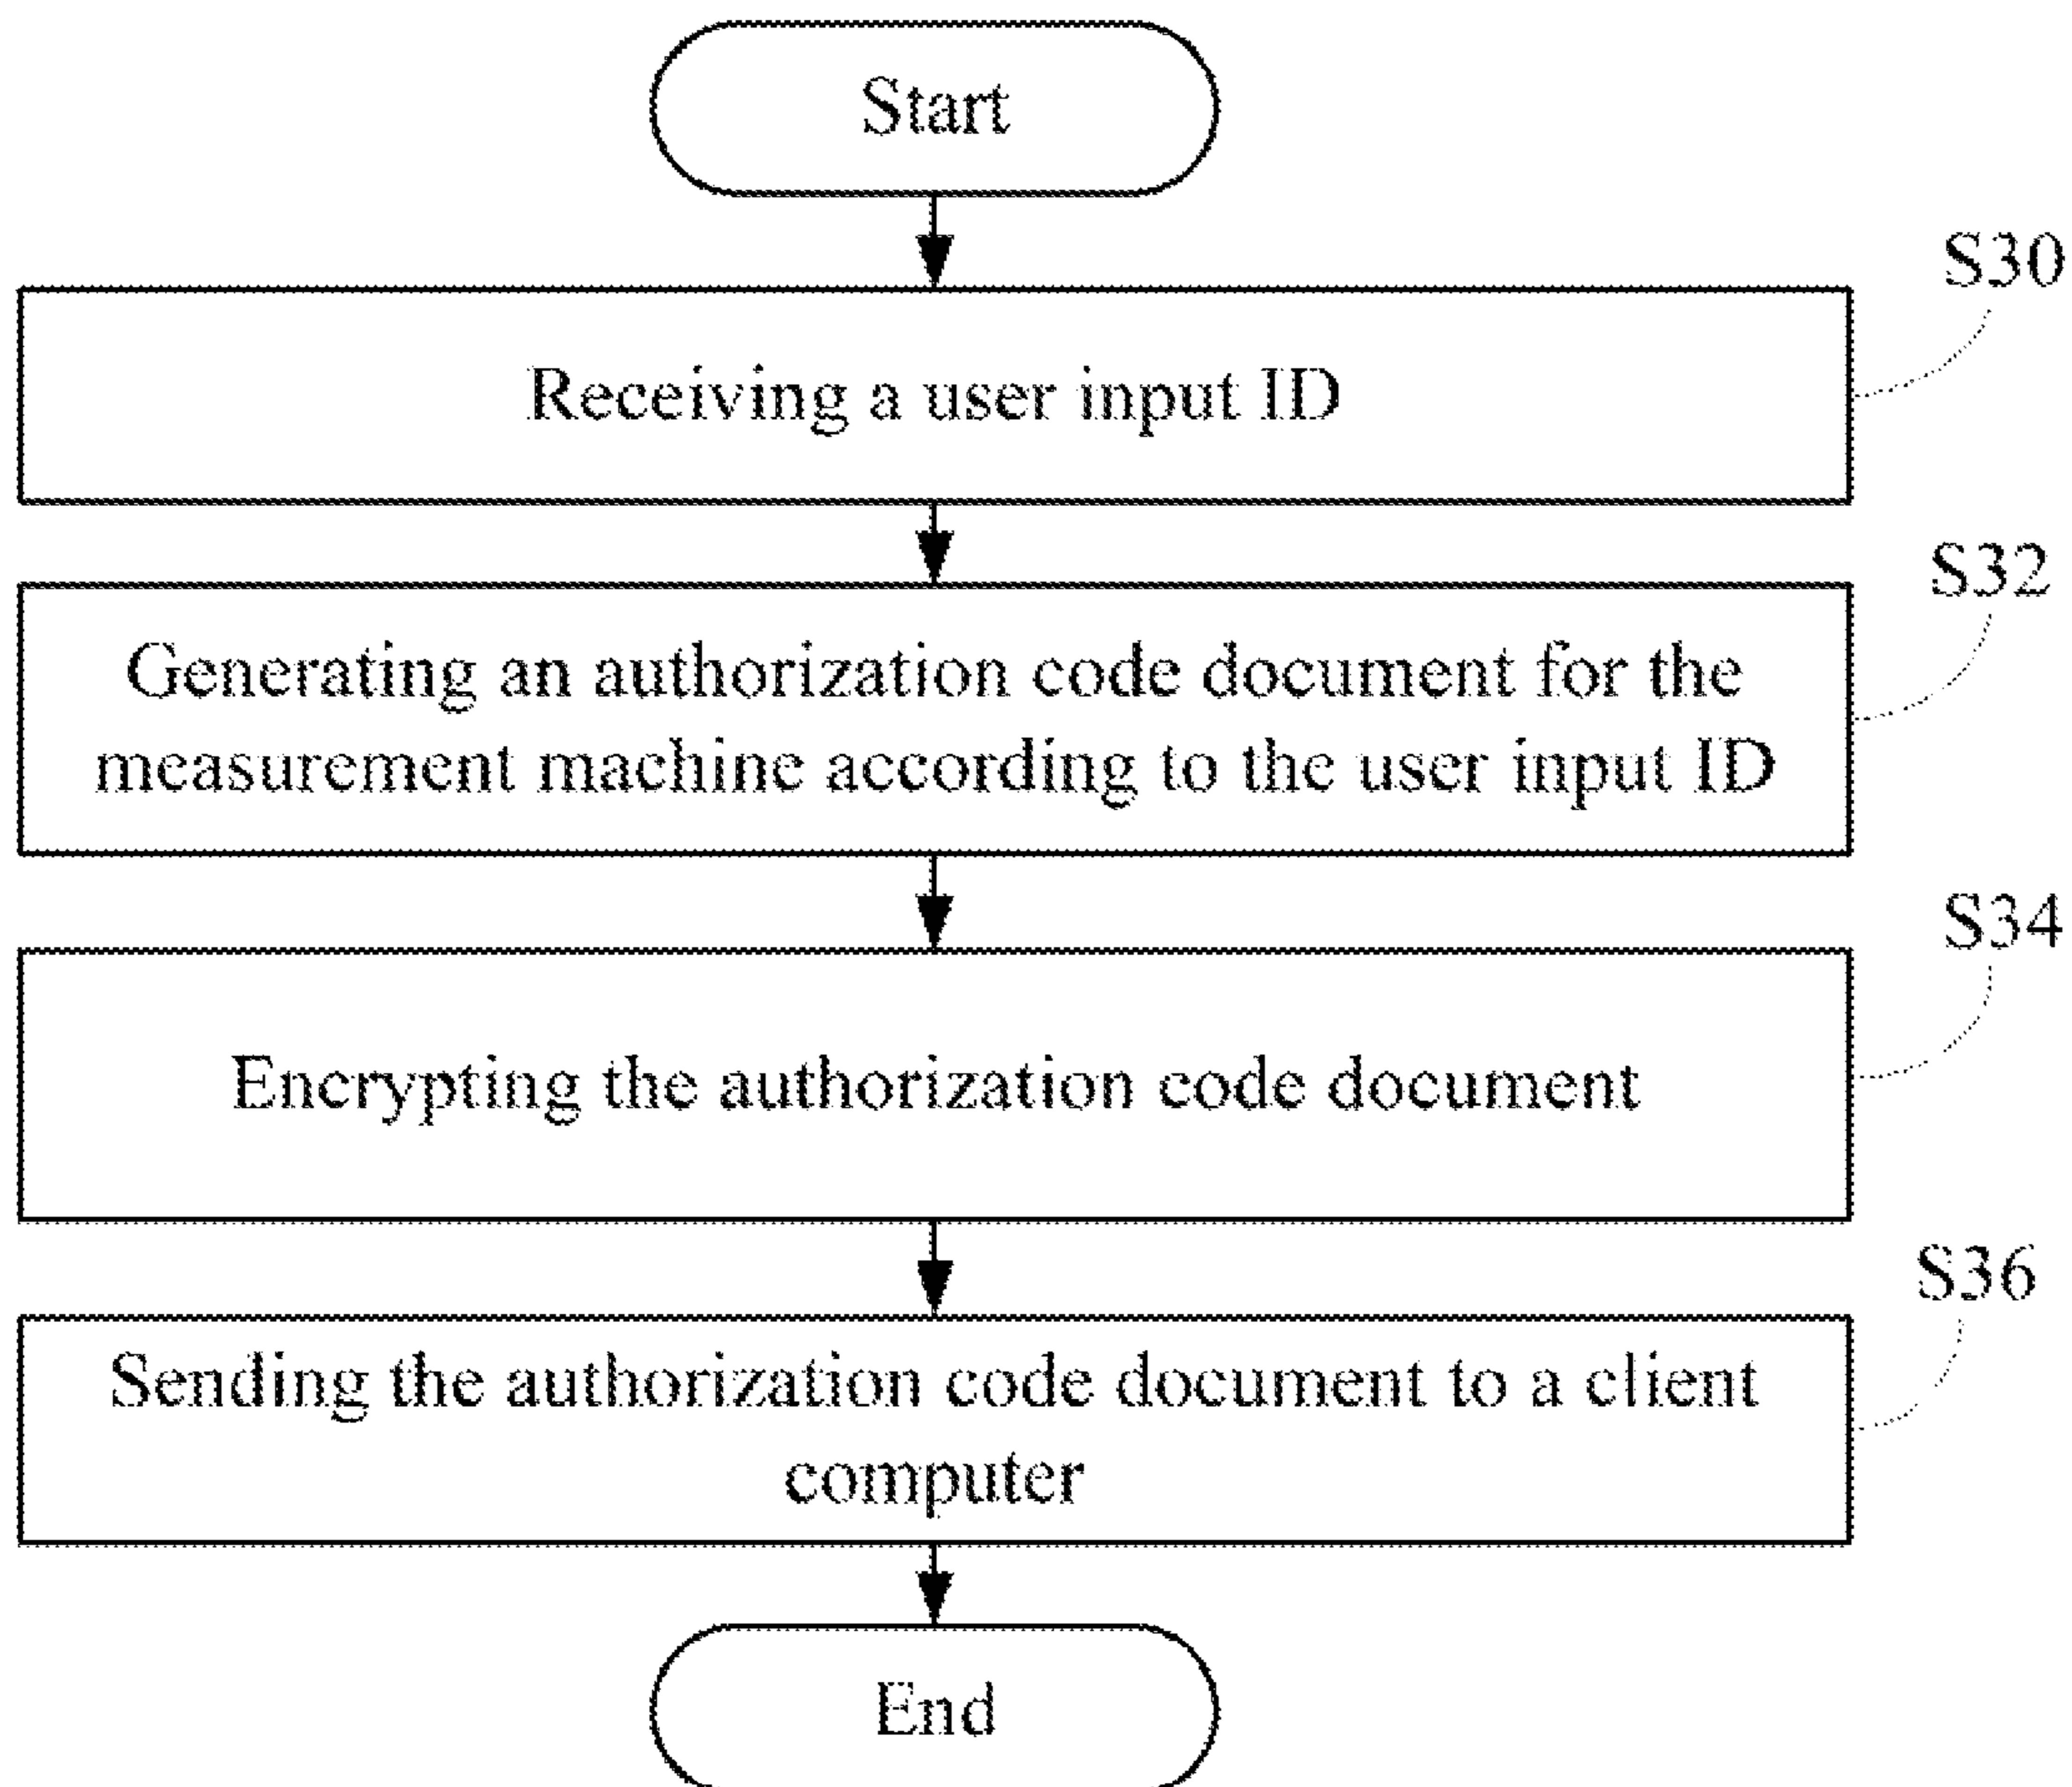 Start
S30
Receiving a user input ID
S32
Generating an authorization code document for the
measurement machine according to the user input ID
S34
Encrypting the authorization code document
S36
Sending the authorization code document to a client
computer
End